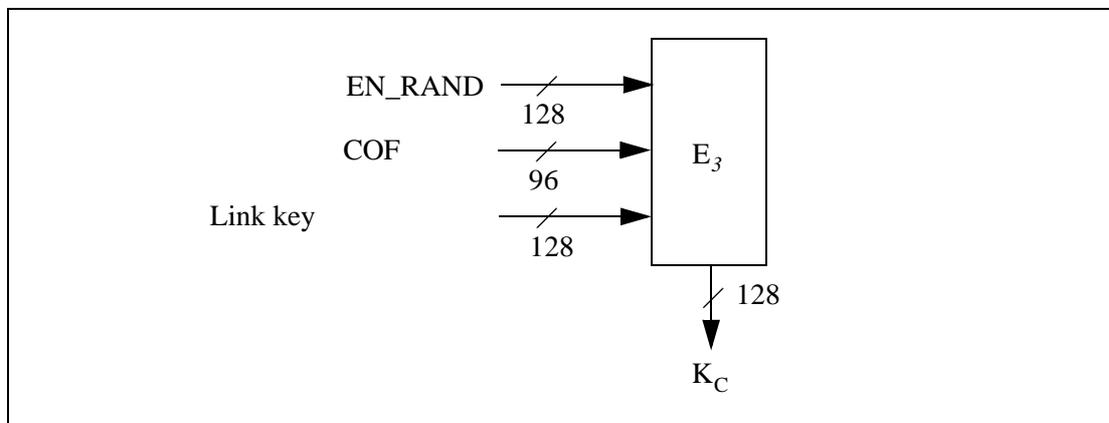 EN_RAND
128
COF
96
Link key
128
E3
128
KC